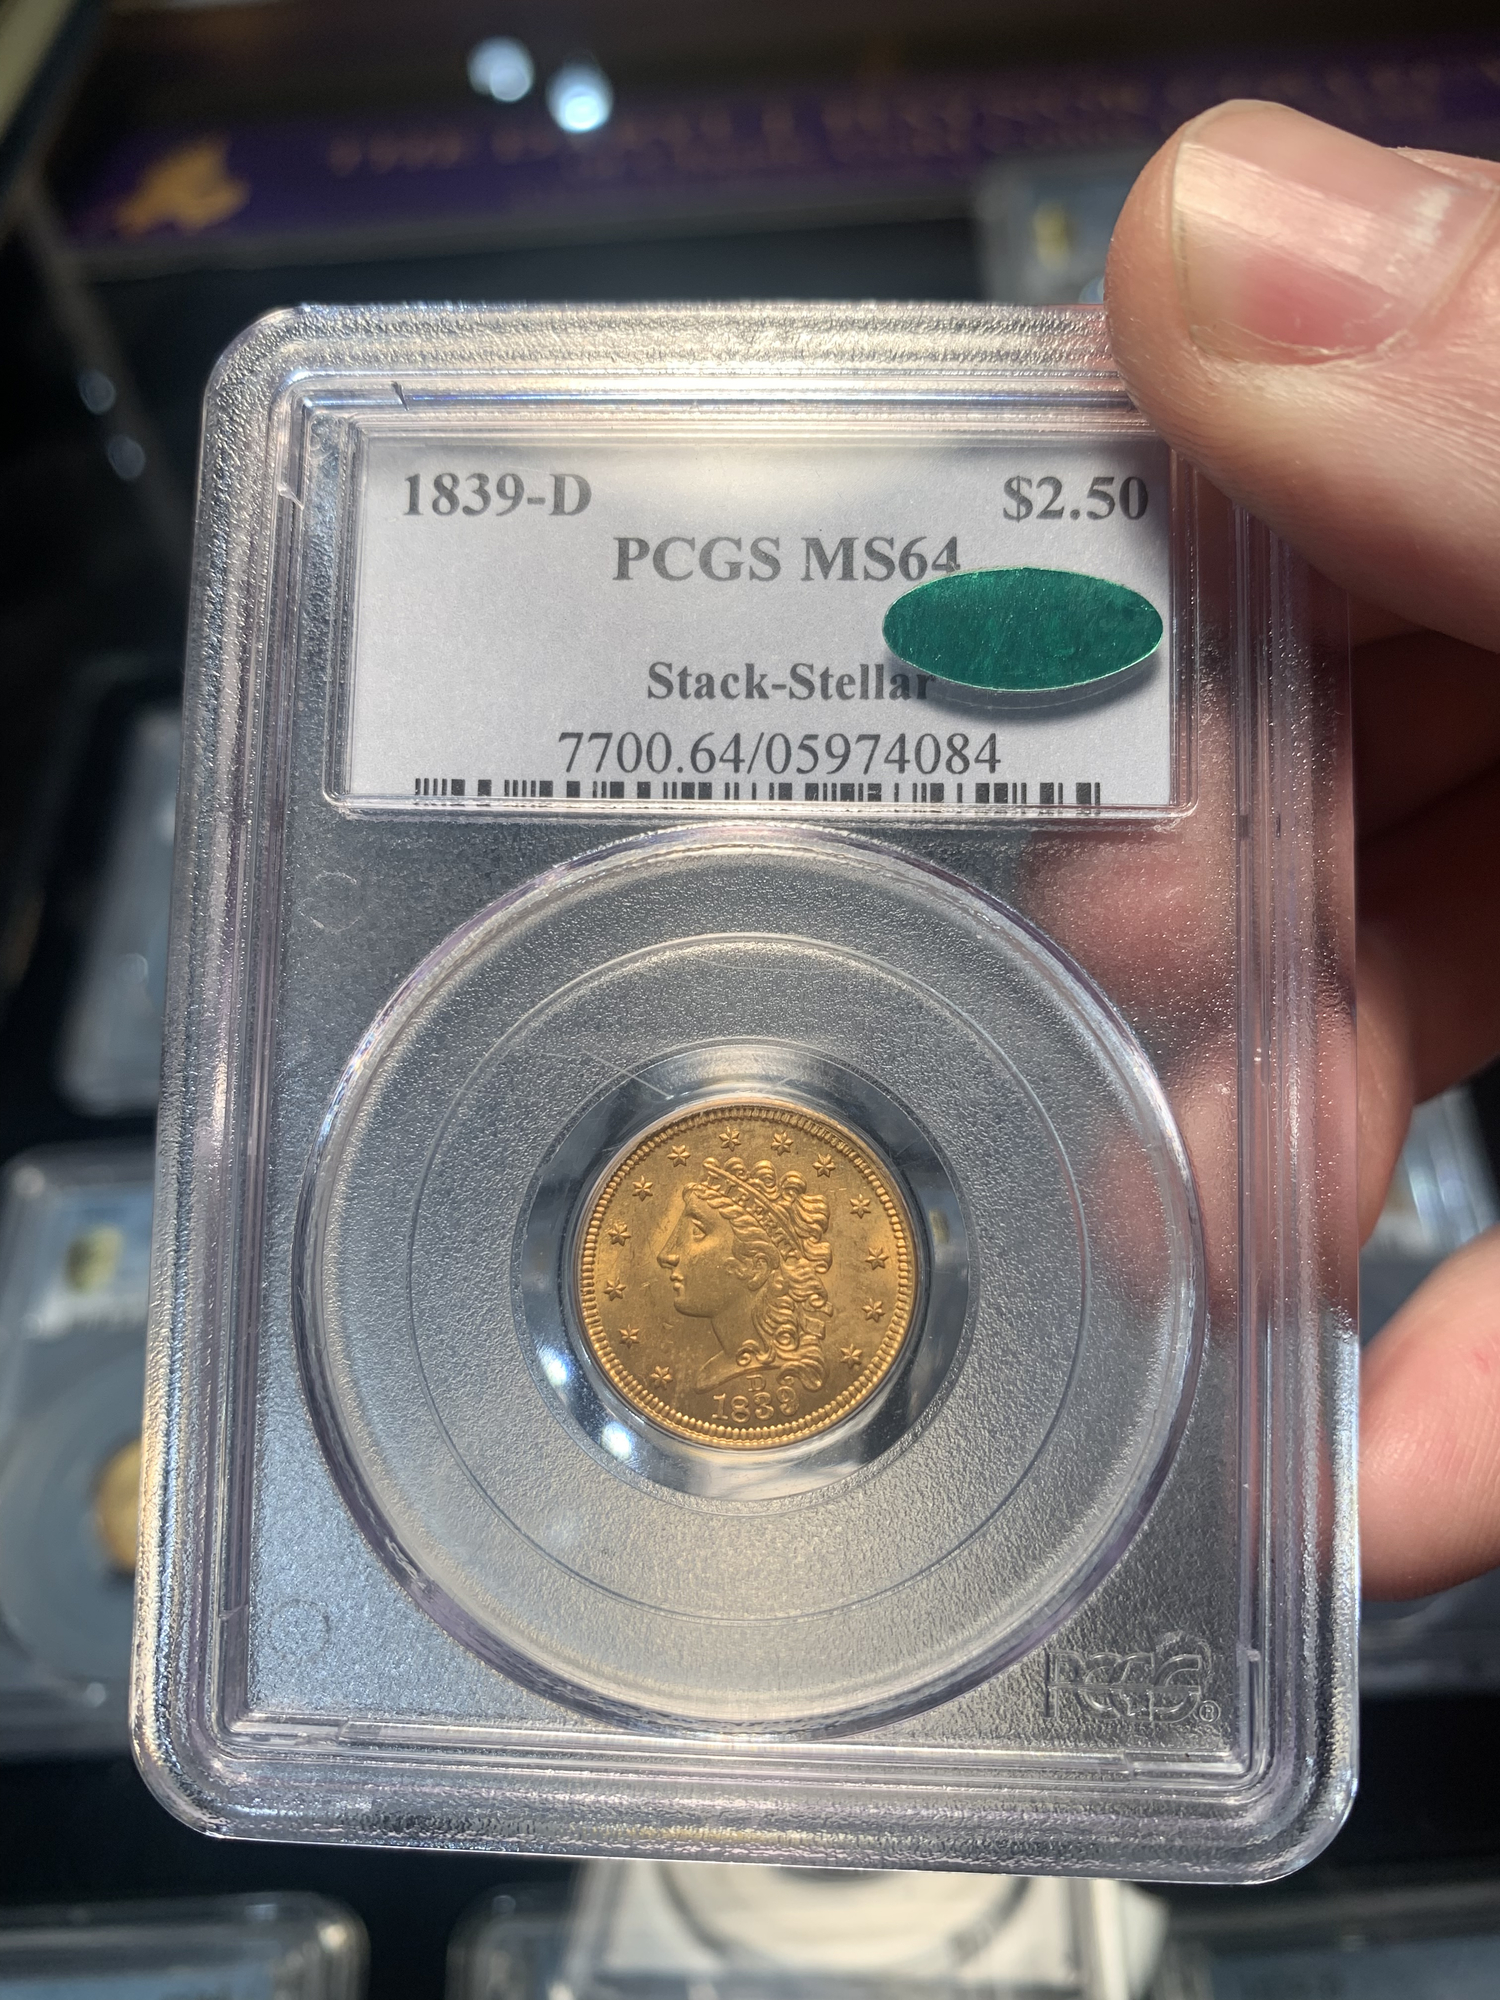 1839-D $2.50
PCGS MS64
Stack-Stellar
7700.64/05974084
LIBERTY
D
1839
PCGS®